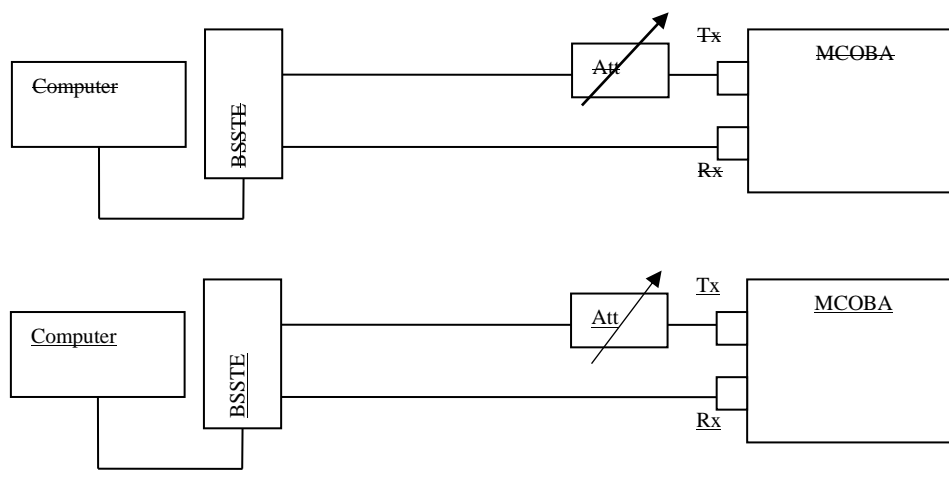 Tx
MCOBA
Att
Computer
BSSTE
Rx
Tx
MCOBA
Att
Computer
BSSTE
Rx